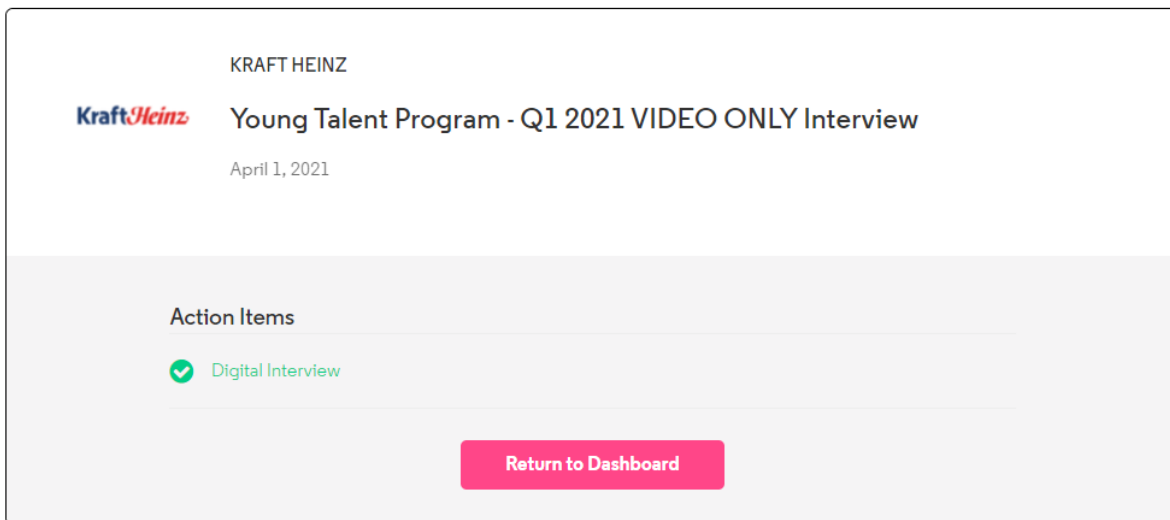 KRAFT HEINZ
KraftHeinz
Young Talent Program - Q1 2021 VIDEO ONLY Interview
April 1, 2021
Action Items
Digital Interview
Return to Dashboard